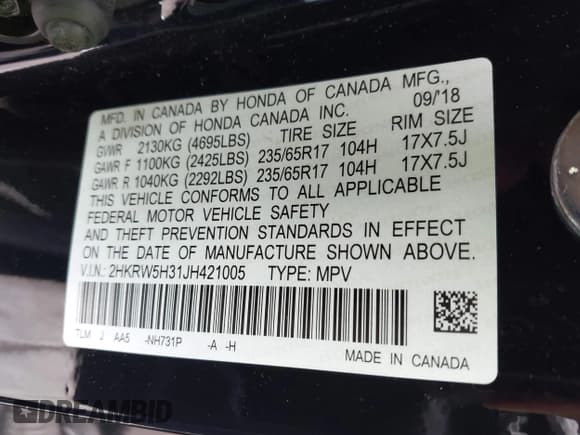 MFD. IN CANADA BY HONDA OF CANADA MFG.,
A DIVISION OF HONDA CANADA INC. 09/'18
GVWR 2130KG (4695LBS) TIRE SIZE RIM SIZE
GAWR F 1100KG (2425LBS) 235/65R17 104H 17X7.5J
GAWR R 1040KG (2292LBS) 235/65R17 104H 17X7.5J
THIS VEHICLE CONFORMS TO ALL APPLICABLE
FEDERAL MOTOR VEHICLE SAFETY
AND THEFT PREVENTION STANDARDS IN EFFECT
ON THE DATE OF MANUFACTURE SHOWN ABOVE.
V.I.N.: 2HKRW5H31JH421005 TYPE: MPV
TLM J AA5 -NH731P -A -H
MADE IN CANADA
DREAMBID